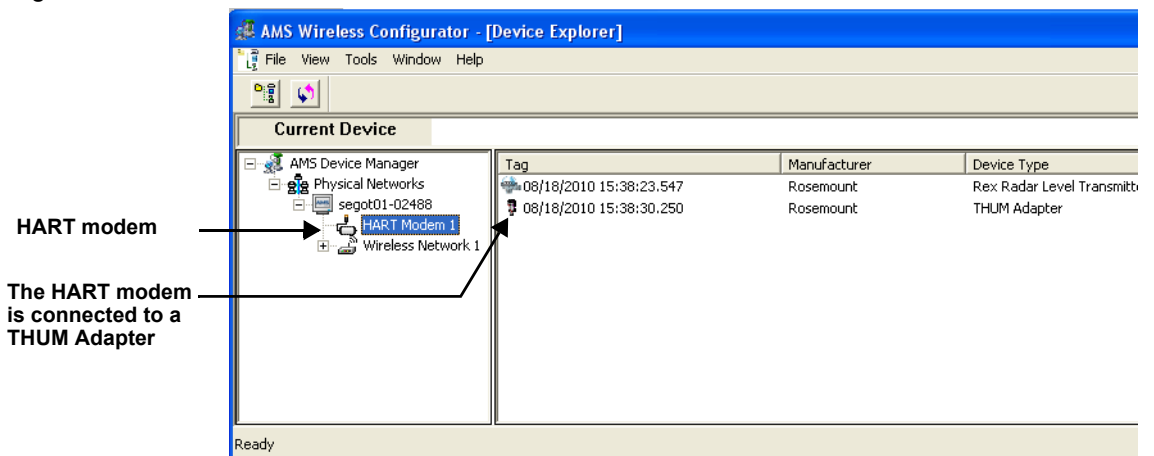 AMS Wireless Configurator - [Device Explorer]
File View Tools Window Help
Current Device
AMS Device Manager
Physical Networks
segot01-02488
HART Modem 1
Wireless Network 1
Tag Manufacturer Device Type
08/18/2010 15:38:23.547 Rosemount Rex Radar Level Transmitte
08/18/2010 15:38:30.250 Rosemount THUM Adapter
HART modem
The HART modem
is connected to a
THUM Adapter
Ready